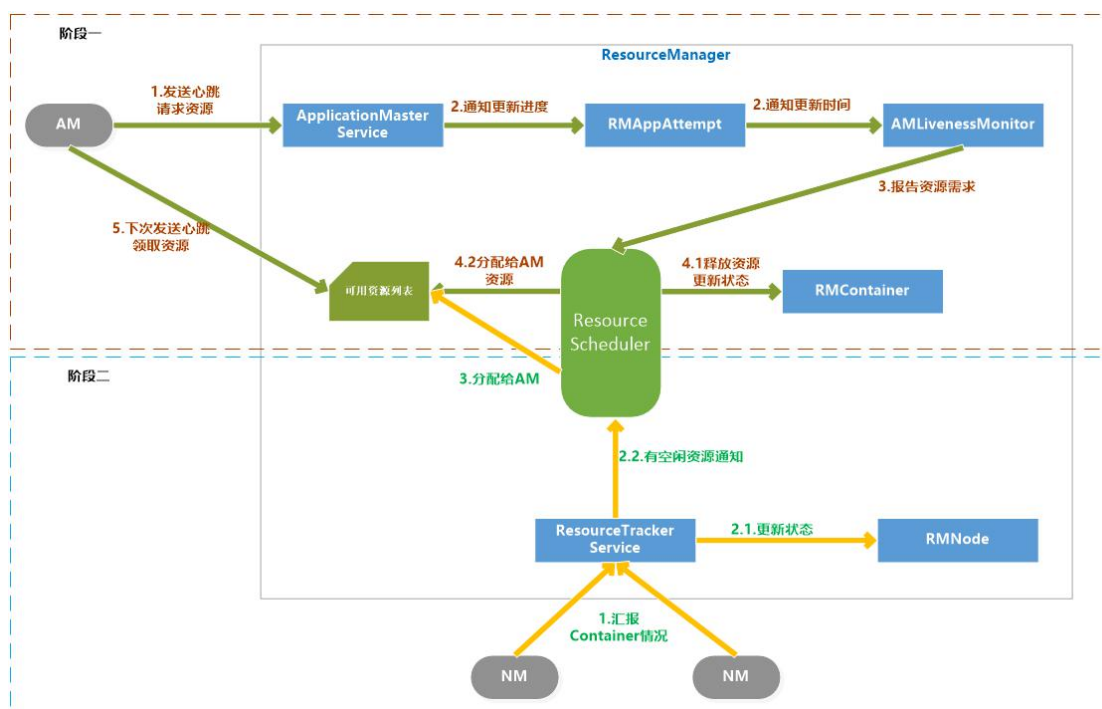 阶段一
ResourceManager
1.发送心跳
请求资源
2.通知更新进度
2.通知更新时间
AM
ApplicationMaster
Service
RMAppAttempt
AMLivenessMonitor
3.报告资源需求
5.下次发送心跳
领取资源
4.2分配给AM
资源
4.1释放资源
更新状态
可用资源列表
RMContainer
Resource
Scheduler
阶段二
3.分配给AM
2.2.有空闲资源通知
ResourceTracker
Service
2.1.更新状态
RMNode
1.汇报
Container情况
NM
NM